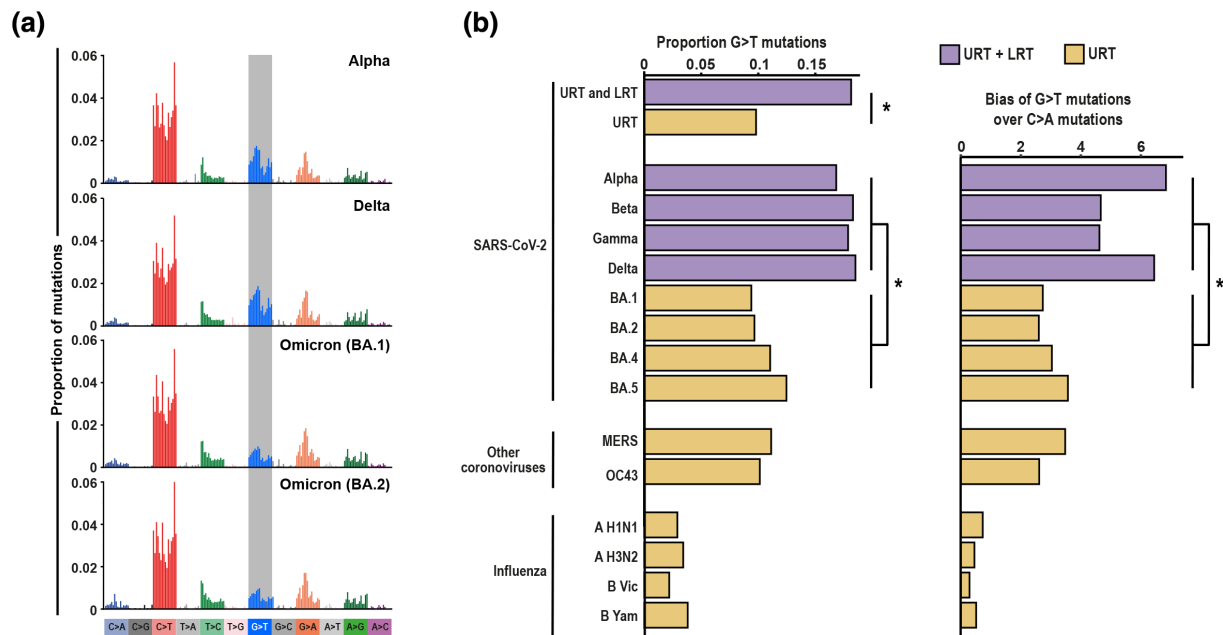 (a)
Proportion of mutations
0.06
0.04
0.02
0
Alpha
0.06
0.04
0.02
0
Delta
0.06
0.04
0.02
0
Omicron (BA.1)
0.06
0.04
0.02
0
Omicron (BA.2)
C>A C>G C>T T>A T>C T>G G>T G>C G>A A>T A>G A>C
(b)
Proportion G>T mutations
0 0.05 0.1 0.15
URT + LRT URT
Bias of G>T mutations
over C>A mutations
0 2 4 6
SARS-CoV-2
URT and LRT
URT
*
Alpha
Beta
Gamma
Delta
BA.1
BA.2
BA.4
BA.5
*
*
Other
coronoviruses
MERS
OC43
Influenza
A H1N1
A H3N2
B Vic
B Yam